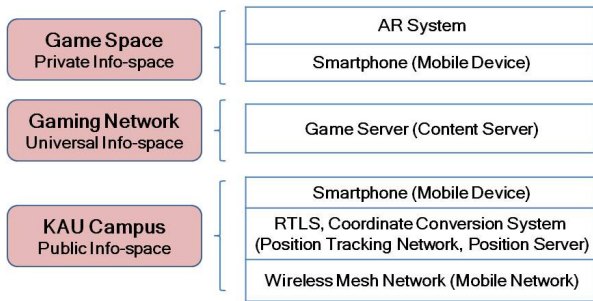 Game Space
Private Info-space
AR System
Smartphone (Mobile Device)
Gaming Network
Universal Info-space
Game Server (Content Server)
KAU Campus
Public Info-space
Smartphone (Mobile Device)
RTLS, Coordinate Conversion System
(Position Tracking Network, Position Server)
Wireless Mesh Network (Mobile Network)